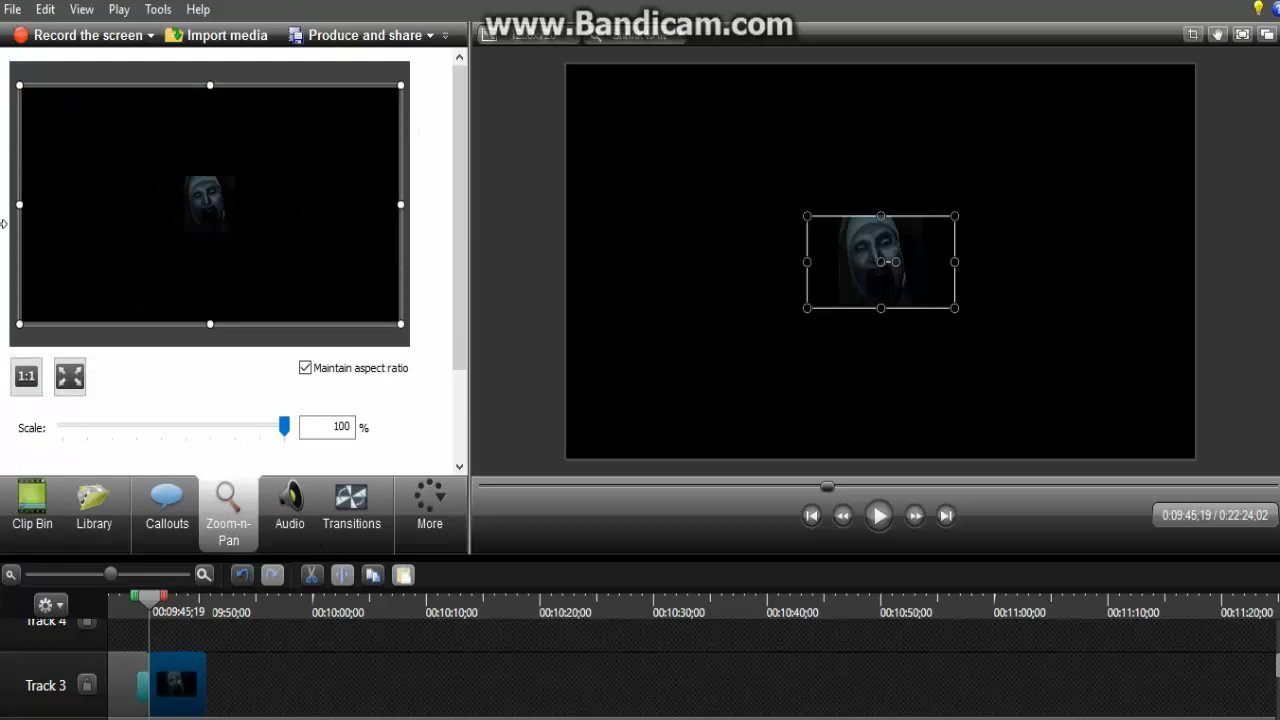 www.Bandicam.com
File Edit View Play Tools Help
Record the screen Import media Produce and share
1:1
Maintain aspect ratio
Scale: 100 %
Clip Bin Library Callouts Zoom-n-Pan Audio Transitions More
0:09:45;19 / 0:22:24;02
00:09:45;19 09:50;00 00:10:00;00 00:10:10;00 00:10:20;00 00:10:30;00 00:10:40;00 00:10:50;00 00:11:00;00 00:11:10;00 00:11:20;00
Track 4
Track 3